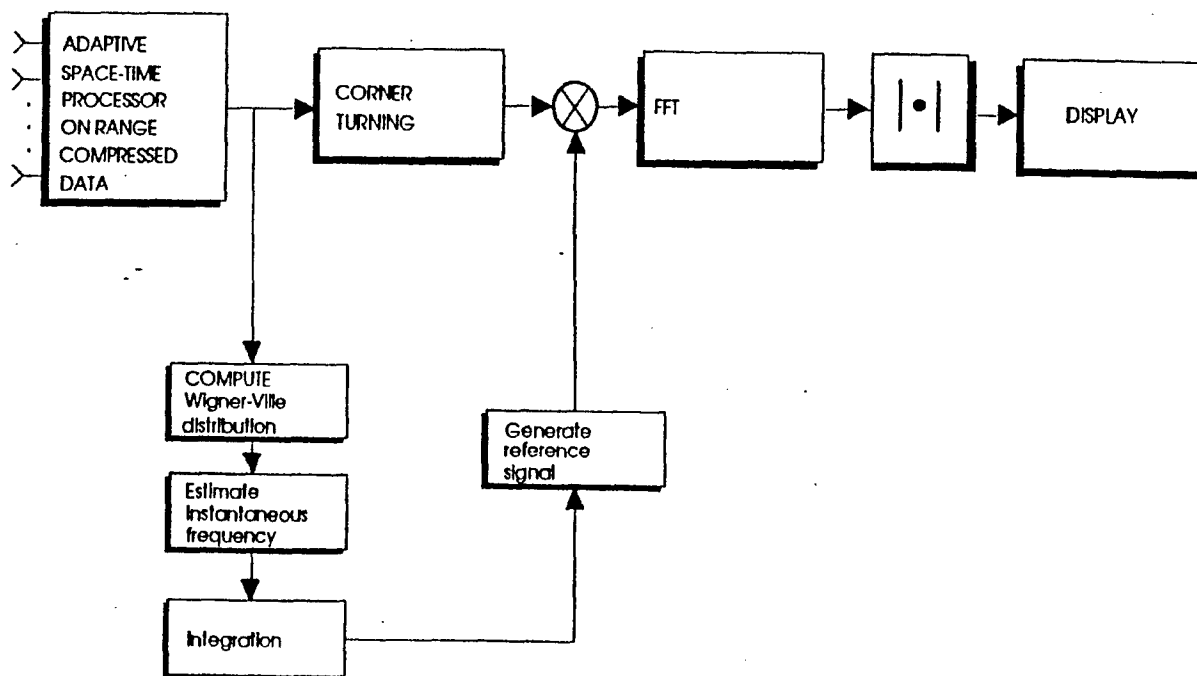 ADAPTIVE
SPACE-TIME
PROCESSOR
ON RANGE
COMPRESSED
DATA
CORNER
TURNING
FFT
DISPLAY
COMPUTE
Wigner-Ville
distribution
Estimate
Instantaneous
frequency
Integration
Generate
reference
signal